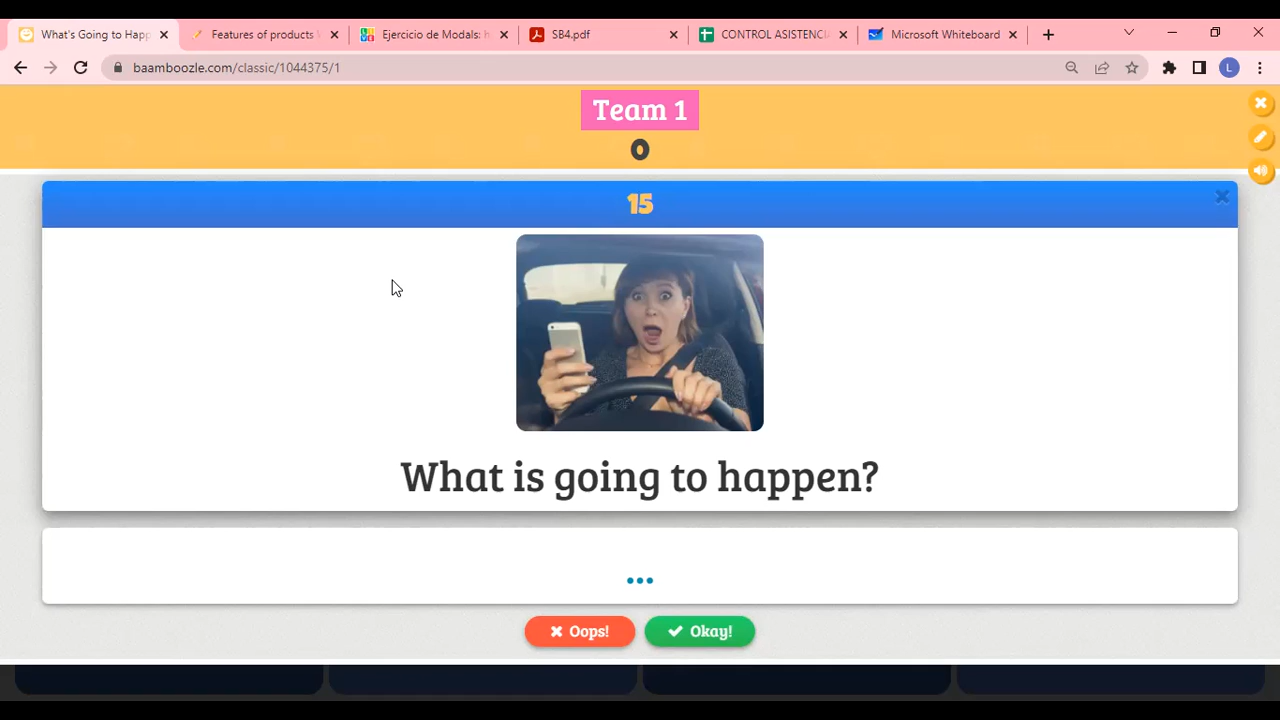 What's Going to Hap
Features of products
Ejercicio de Modals: h
SB4.pdf
CONTROL ASISTENCI
Microsoft Whiteboard
baamboozle.com/classic/1044375/1
L
Team 1
0
15
What is going to happen?
...
Oops!
Okay!